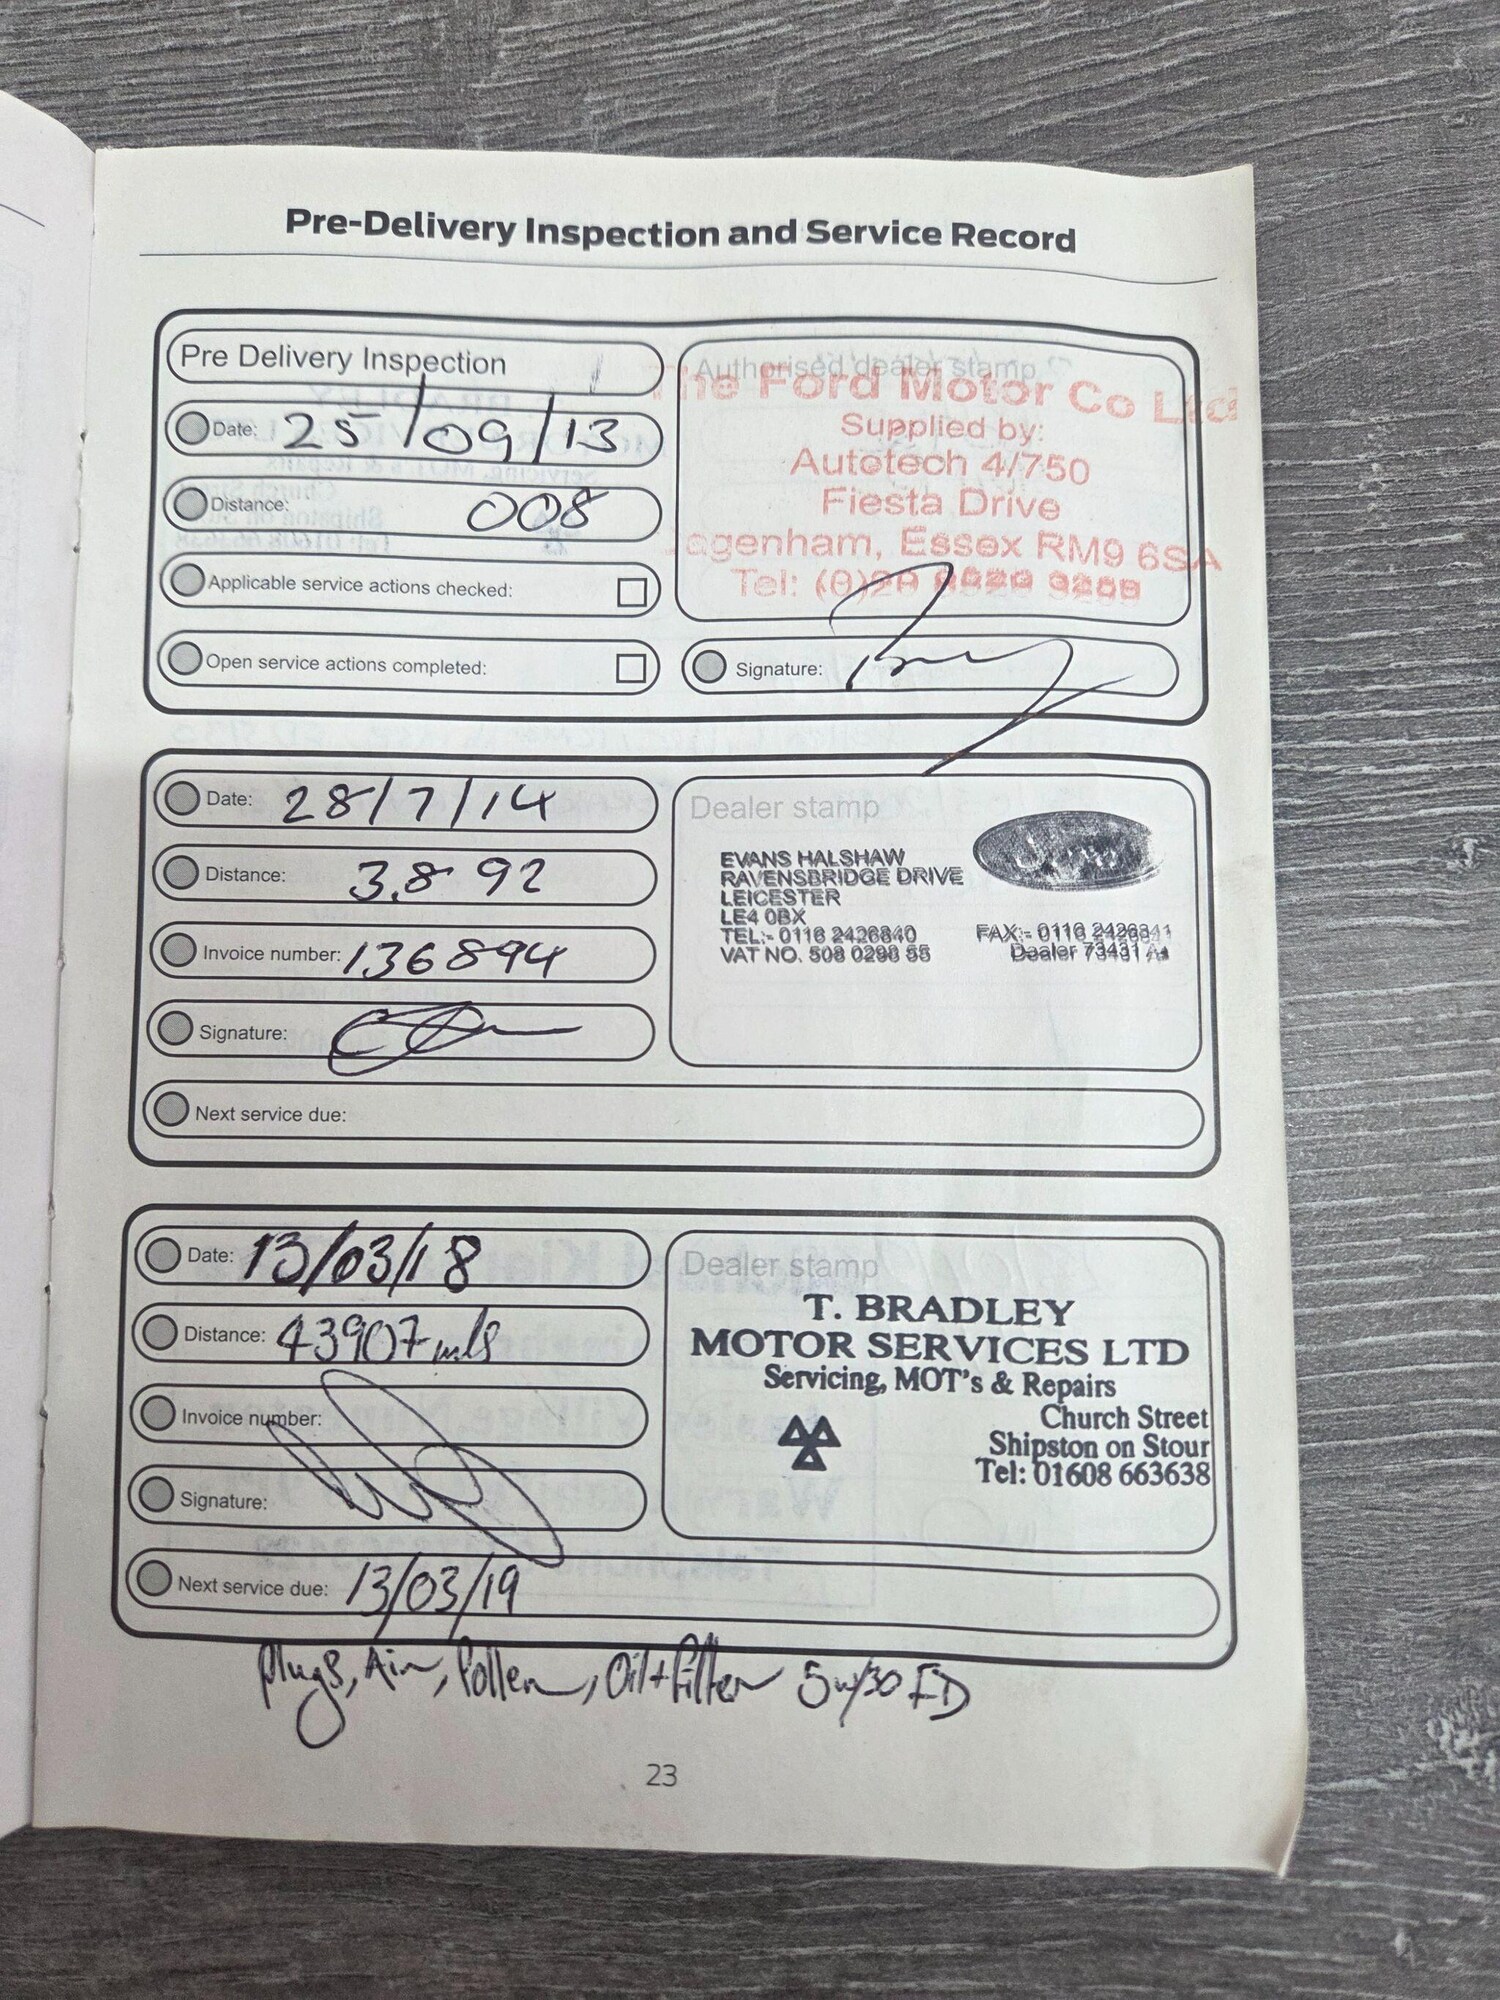 Pre-Delivery Inspection and Service Record
Pre Delivery Inspection
Date: 25/09/13
Distance: 008
Applicable service actions checked:
Open service actions completed:
Authorised dealer stamp
The Ford Motor Co Ltd
Supplied by:
Autotech 4/750
Fiesta Drive
agenham, Essex RM9 6SA
Tel:
Signature:
Date: 28/7/14
Distance: 3.892
Invoice number: 136894
Signature:
Next service due:
Dealer stamp
EVANS HALSHAW
RAVENSBRIDGE DRIVE
LEICESTER
LE4 0BX
TEL:- 0116 2426840
VAT NO. 508 0290 55
FAX:- 0116 2426841
Dealer 73431
Date: 13/03/18
Distance: 43907 mls
Invoice number:
Signature:
Next service due: 13/03/19
Dealer stamp
T. BRADLEY
MOTOR SERVICES LTD
Servicing, MOT's & Repairs
Church Street
Shipston on Stour
Tel: 01608 663638
Plugs, Air, Pollen, Oil + Filter 5w/30 FD
23